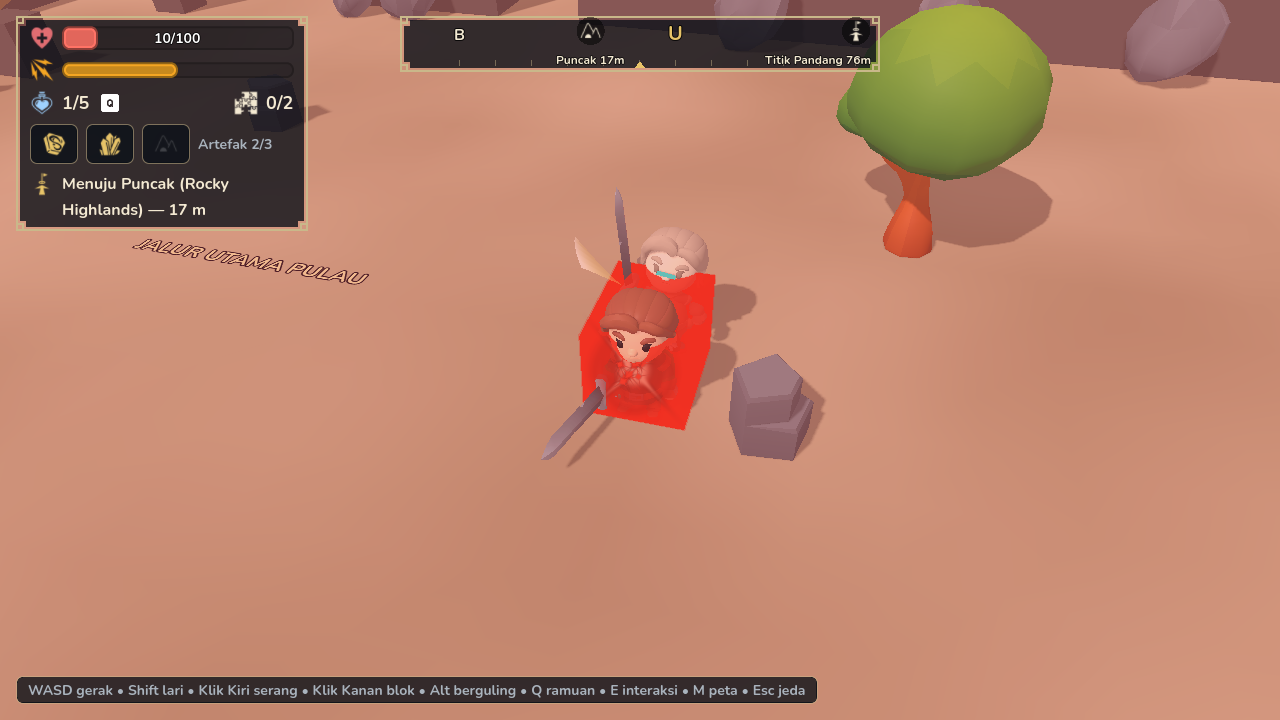 10/100
1/5 Q 0/2
Artefak 2/3
Menuju Puncak (Rocky
Highlands) — 17 m
B U
Puncak 17m Titik Pandang 76m
JALUR UTAMA PULAU
WASD gerak • Shift lari • Klik Kiri serang • Klik Kanan blok • Alt berguling • Q ramuan • E interaksi • M peta • Esc jeda